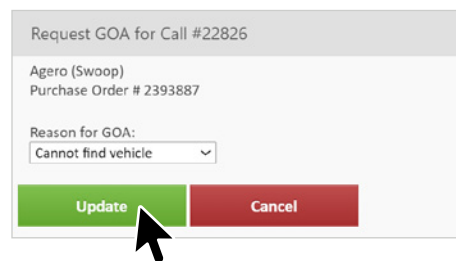 Request GOA for Call #22826
Agero (Swoop)
Purchase Order # 2393887
Reason for GOA:
Cannot find vehicle
Update
Cancel